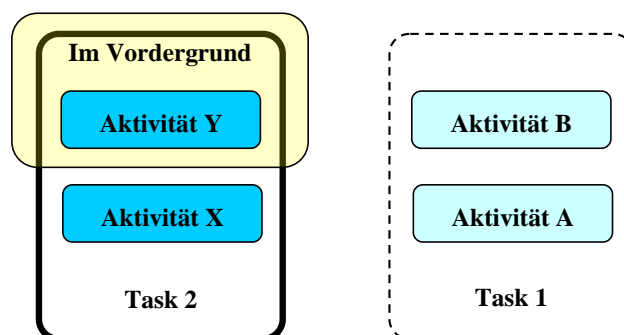 Im Vordergrund
Aktivität Y
Aktivität X
Task 2
Aktivität B
Aktivität A
Task 1